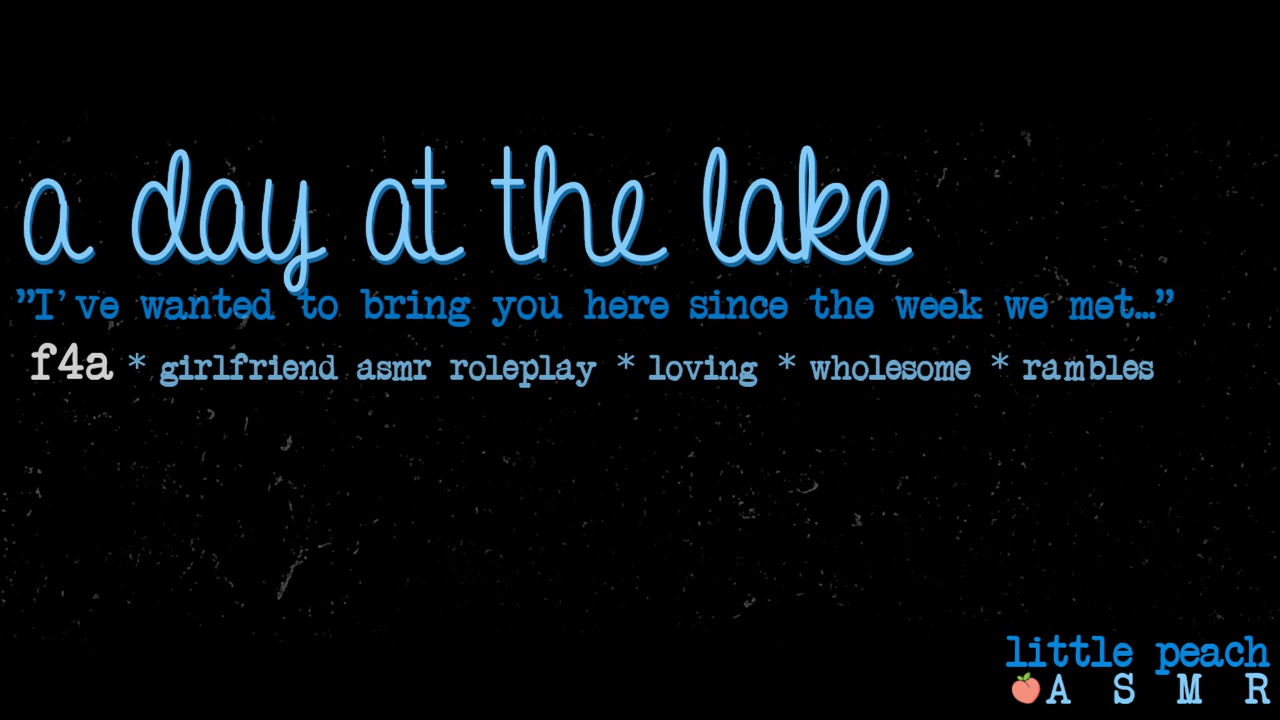 a day at the lake
"I've wanted to bring you here since the week we met..."
f4a * girlfriend asmr roleplay * loving * wholesome * rambles
little peach
🍑A S M R